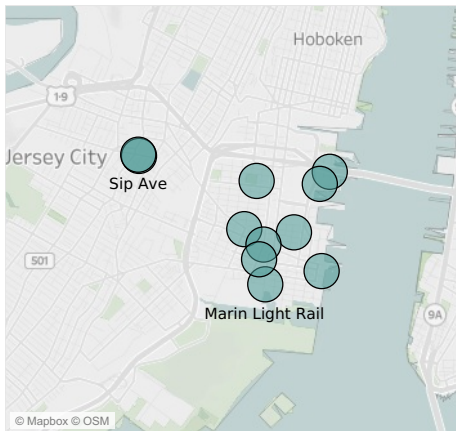 Hoboken
1-9
Jersey City
Sip Ave
501
Marin Light Rail
9A
© Mapbox © OSM